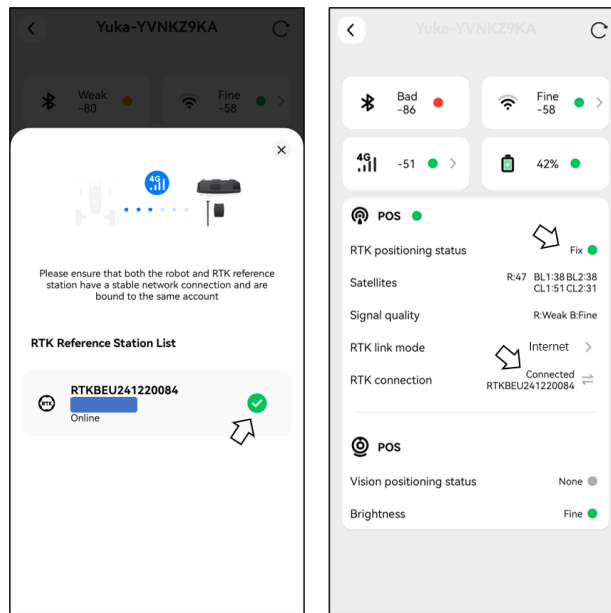 Yuka-YVNKZ9KA
Weak
-80
Fine
-58
4G
Please ensure that both the robot and RTK reference
station have a stable network connection and are
bound to the same account
RTK Reference Station List
RTK
RTKBEU241220084
Online
Yuka-YVNKZ9KA
Bad
-86
Fine
-58
4G
-51
42%
POS
RTK positioning status
Fix
Satellites
R:47 BL1:38 BL2:38
CL1:51 CL2:31
Signal quality
R:Weak B:Fine
RTK link mode
Internet
RTK connection
Connected
RTKBEU241220084
POS
Vision positioning status
None
Brightness
Fine